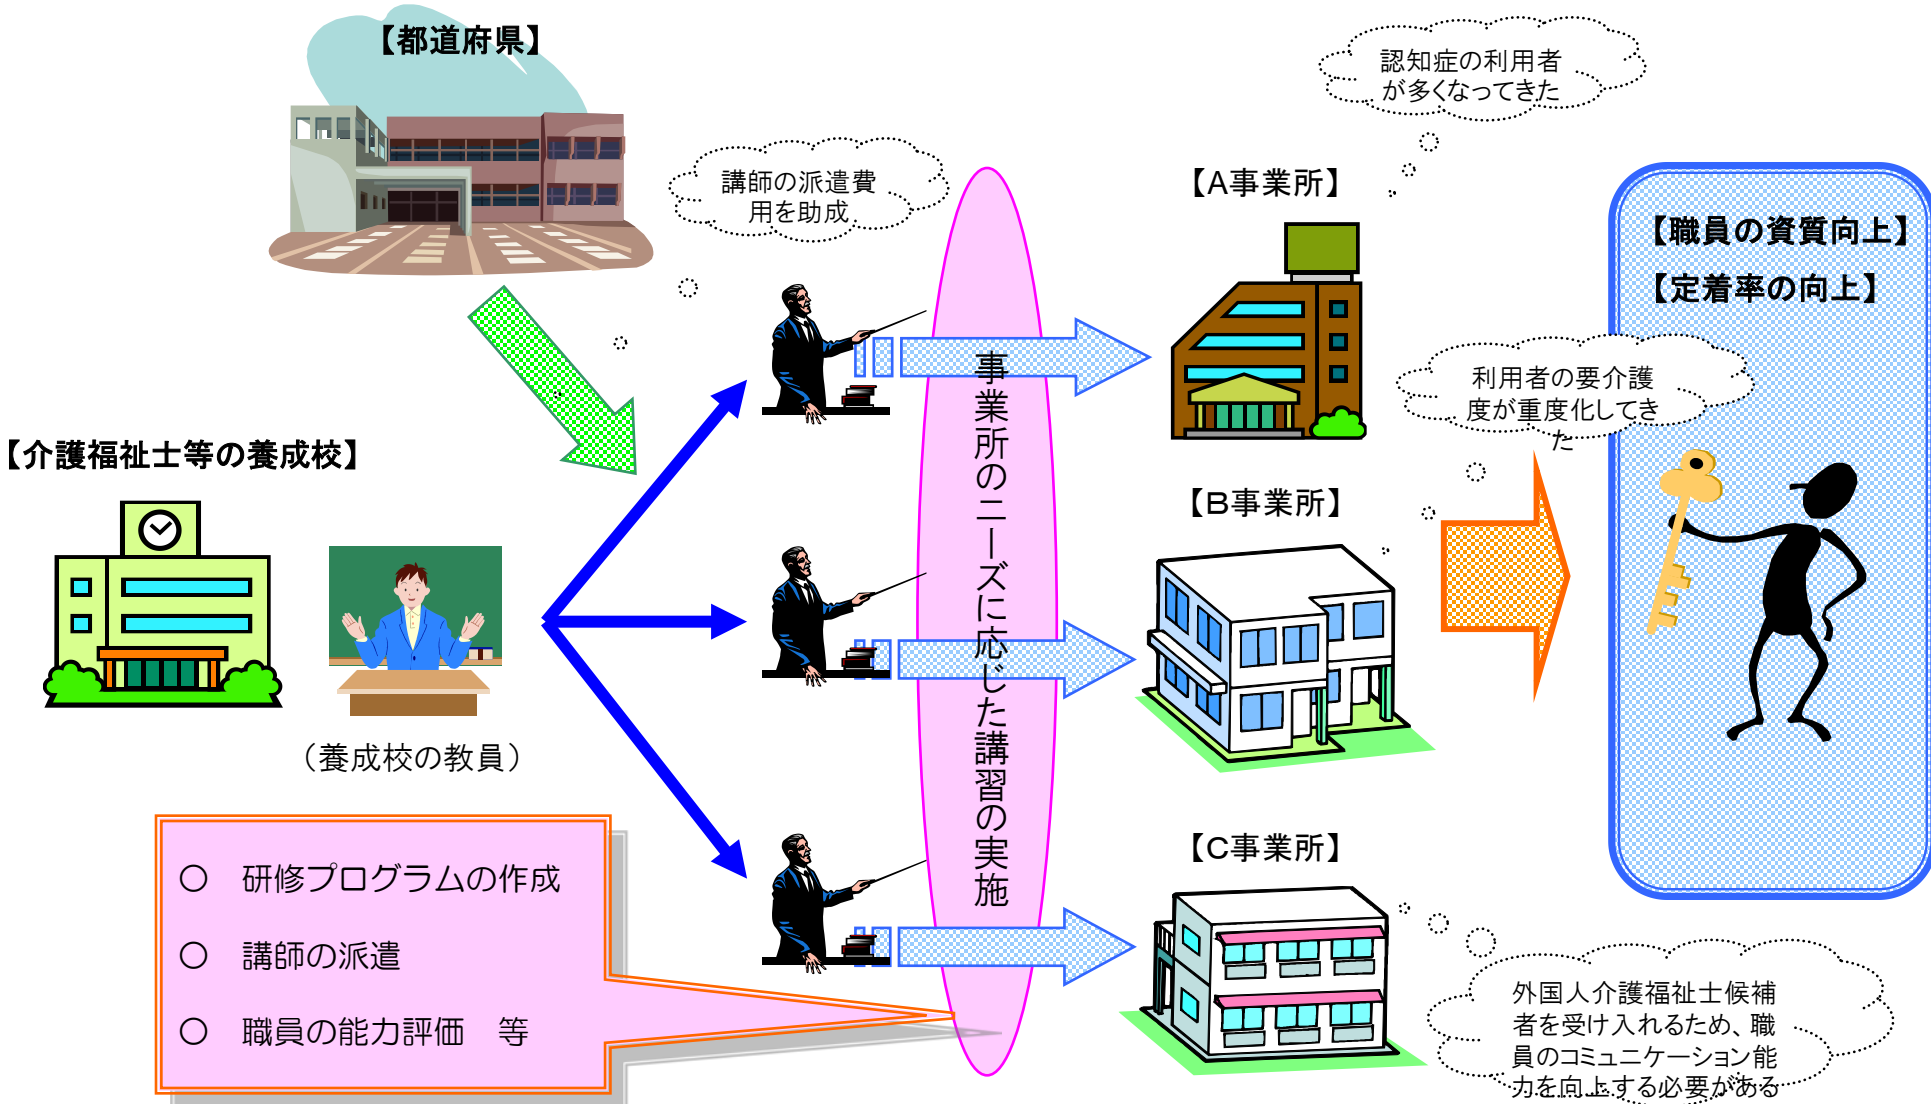 【都道府県】
認知症の利用者
が多くなってきた
講師の派遣費
用を助成
【A事業所】
【職員の資質向上】
【定着率の向上】
利用者の要介護
度が重度化してき
た
【介護福祉士等の養成校】
【B事業所】
事業所のニーズに応じた講習の実施
（養成校の教員）
【C事業所】
○　研修プログラムの作成
○　講師の派遣
○　職員の能力評価　等
外国人介護福祉士候補
者を受け入れるため、職
員のコミュニケーション能
力を向上する必要がある